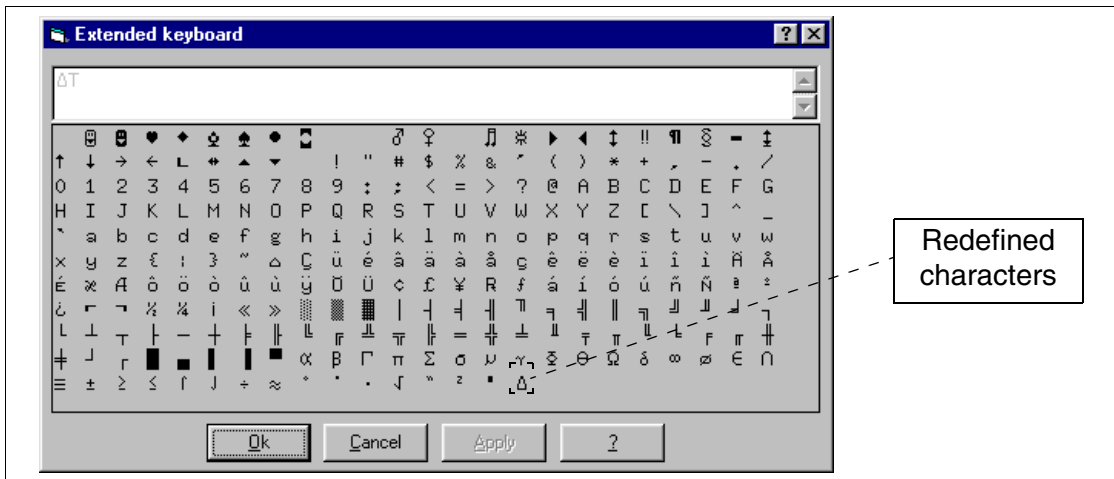 Extended keyboard
ΔT
☺ ☻ ♥ ♦ ♣ ♠ • ◘ ♂ ♀ ♫ ☼ ► ◄ ↕ ‼ ¶ § ▬ ↨
↑ ↓ → ← ∟ ↔ ▲ ▼ ! " # $ % & ' ( ) * + , - . /
0 1 2 3 4 5 6 7 8 9 : ; < = > ? @ A B C D E F G
H I J K L M N O P Q R S T U V W X Y Z [ \ ] ^ _
` a b c d e f g h i j k l m n o p q r s t u v w
x y z { ¦ } ~ ⌂ Ç ü é â ä à å ç ê ë è ï î ì Ä Å
É æ Æ ô ö ò û ù ÿ Ö Ü ¢ £ ¥ ₧ ƒ á í ó ú ñ Ñ ª º
¿ ⌐ ¬ ½ ¼ ¡ « » ░ ▒ ▓ │ ┤ ╡ ╢ ╖ ╕ ╣ ║ ╗ ╝ ╜ ╛ ┐
└ ┴ ┬ ├ ─ ┼ ╞ ╟ ╚ ╔ ╩ ╦ ╠ ═ ╬ ╧ ╨ ╤ ╥ ╙ ╘ ╒ ╓ ╫
╪ ┘ ┌ █ ▄ ▌ ▐ ▀ α β Γ π Σ σ µ τ Φ Θ Ω δ ∞ ø ∈ ∩
≡ ± ≥ ≤ ⌠ ⌡ ÷ ≈ ° ∙ · √ ⁿ ² ■ Δ
Redefined
characters
Ok Cancel Apply ?